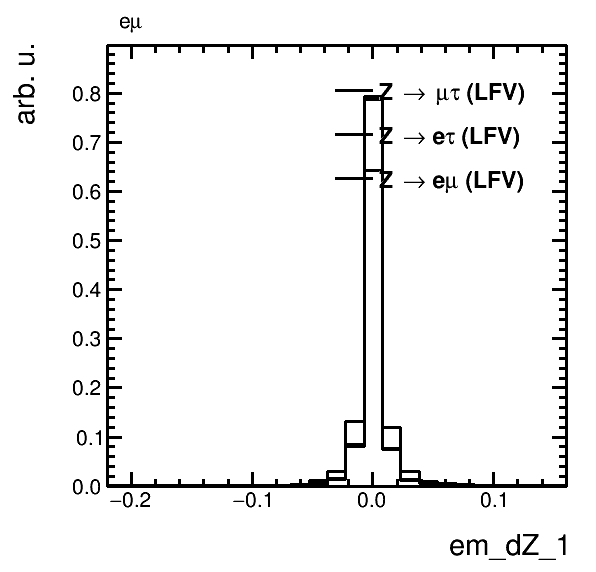 eμ
arb. u.
0.8
0.7
0.6
0.5
0.4
0.3
0.2
0.1
0.0
Z → μτ (LFV)
Z → eτ (LFV)
Z → eμ (LFV)
−0.2
−0.1
0.0
0.1
em_dZ_1